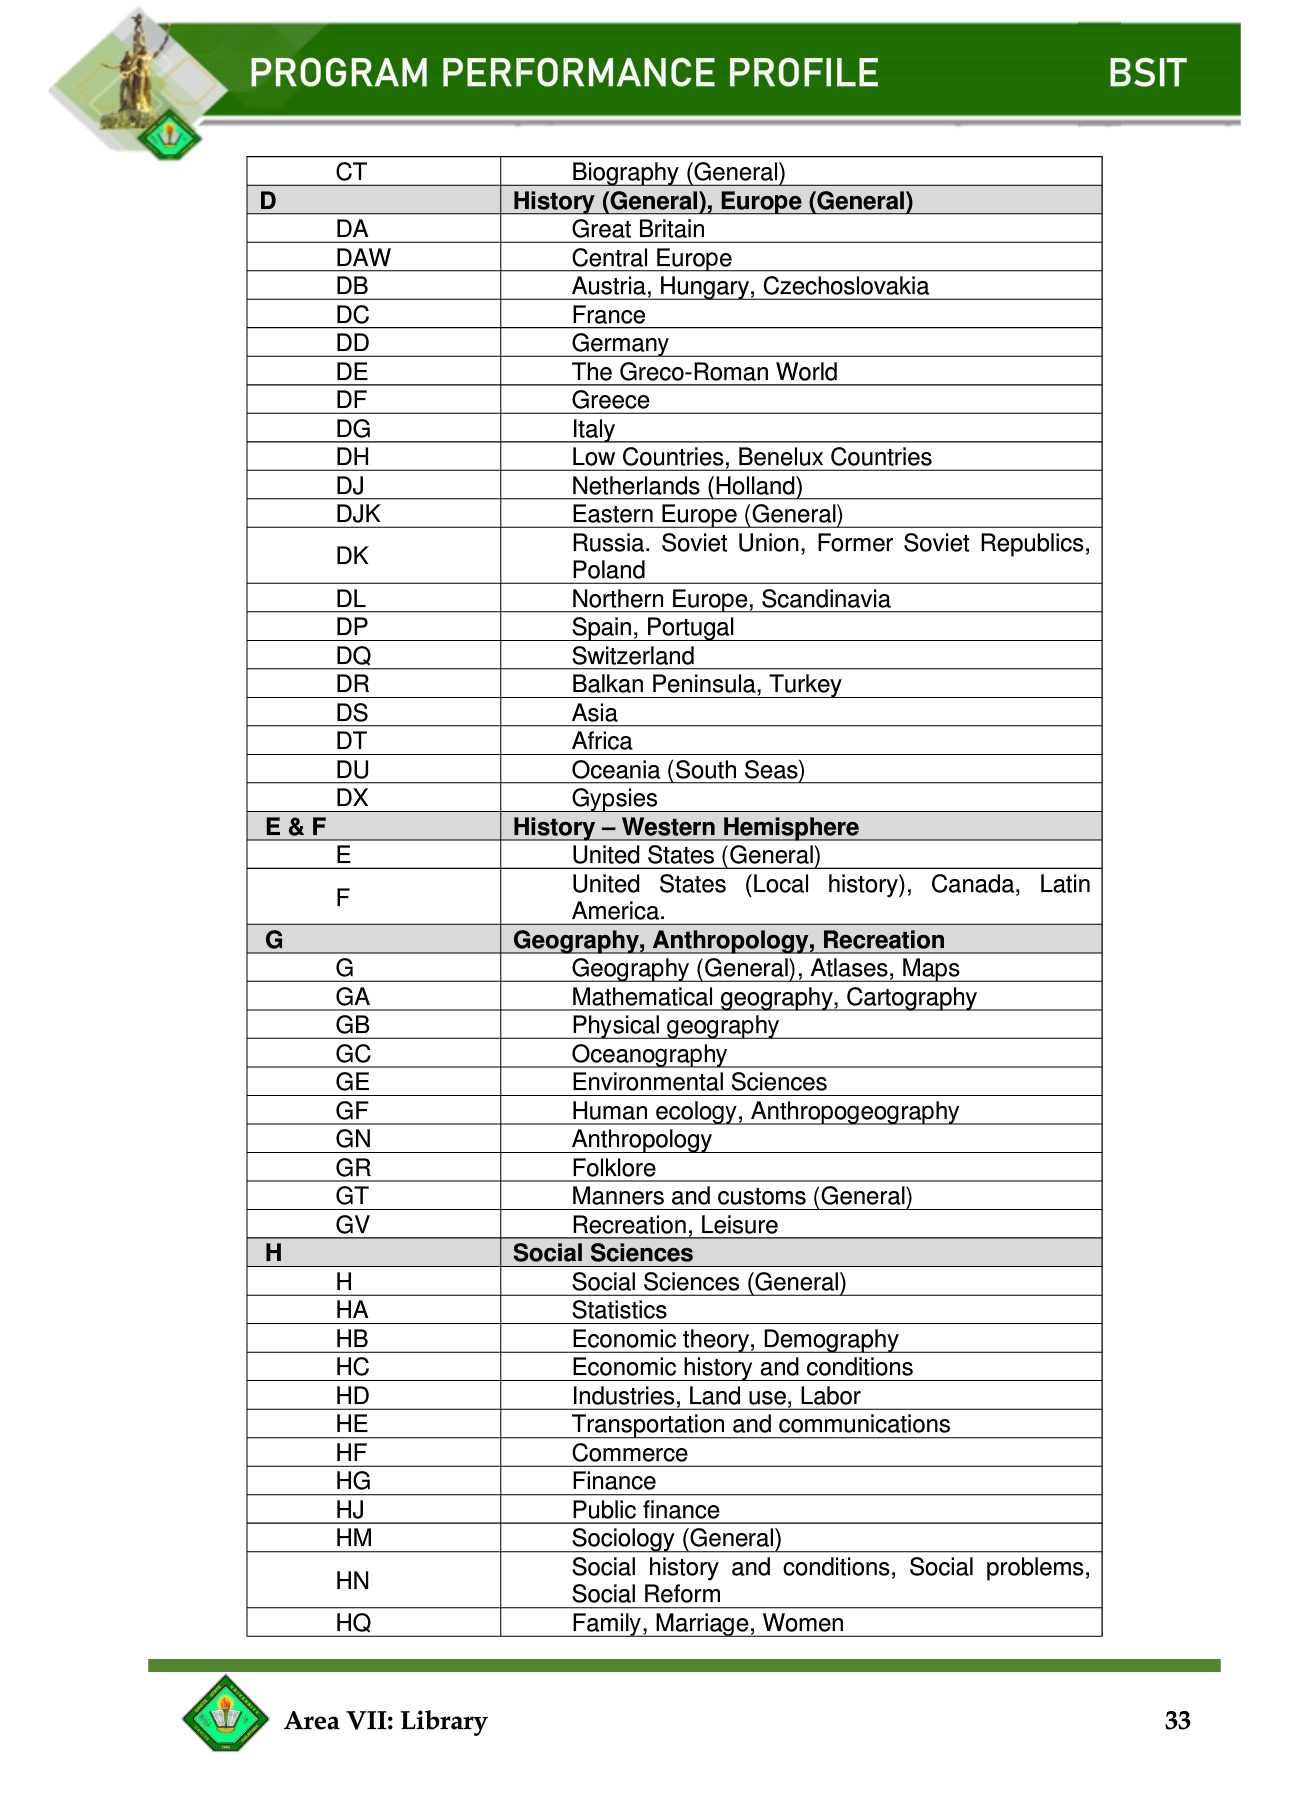 PROGRAM PERFORMANCE PROFILE BSIT
CT Biography (General)
D History (General), Europe (General)
DA Great Britain
DAW Central Europe
DB Austria, Hungary, Czechoslovakia
DC France
DD Germany
DE The Greco-Roman World
DF Greece
DG Italy
DH Low Countries, Benelux Countries
DJ Netherlands (Holland)
DJK Eastern Europe (General)
DK Russia. Soviet Union, Former Soviet Republics,
Poland
DL Northern Europe, Scandinavia
DP Spain, Portugal
DQ Switzerland
DR Balkan Peninsula, Turkey
DS Asia
DT Africa
DU Oceania (South Seas)
DX Gypsies
E & F History – Western Hemisphere
E United States (General)
F United States (Local history), Canada, Latin
America.
G Geography, Anthropology, Recreation
G Geography (General), Atlases, Maps
GA Mathematical geography, Cartography
GB Physical geography
GC Oceanography
GE Environmental Sciences
GF Human ecology, Anthropogeography
GN Anthropology
GR Folklore
GT Manners and customs (General)
GV Recreation, Leisure
H Social Sciences
H Social Sciences (General)
HA Statistics
HB Economic theory, Demography
HC Economic history and conditions
HD Industries, Land use, Labor
HE Transportation and communications
HF Commerce
HG Finance
HJ Public finance
HM Sociology (General)
HN Social history and conditions, Social problems,
Social Reform
HQ Family, Marriage, Women
Area VII: Library 33